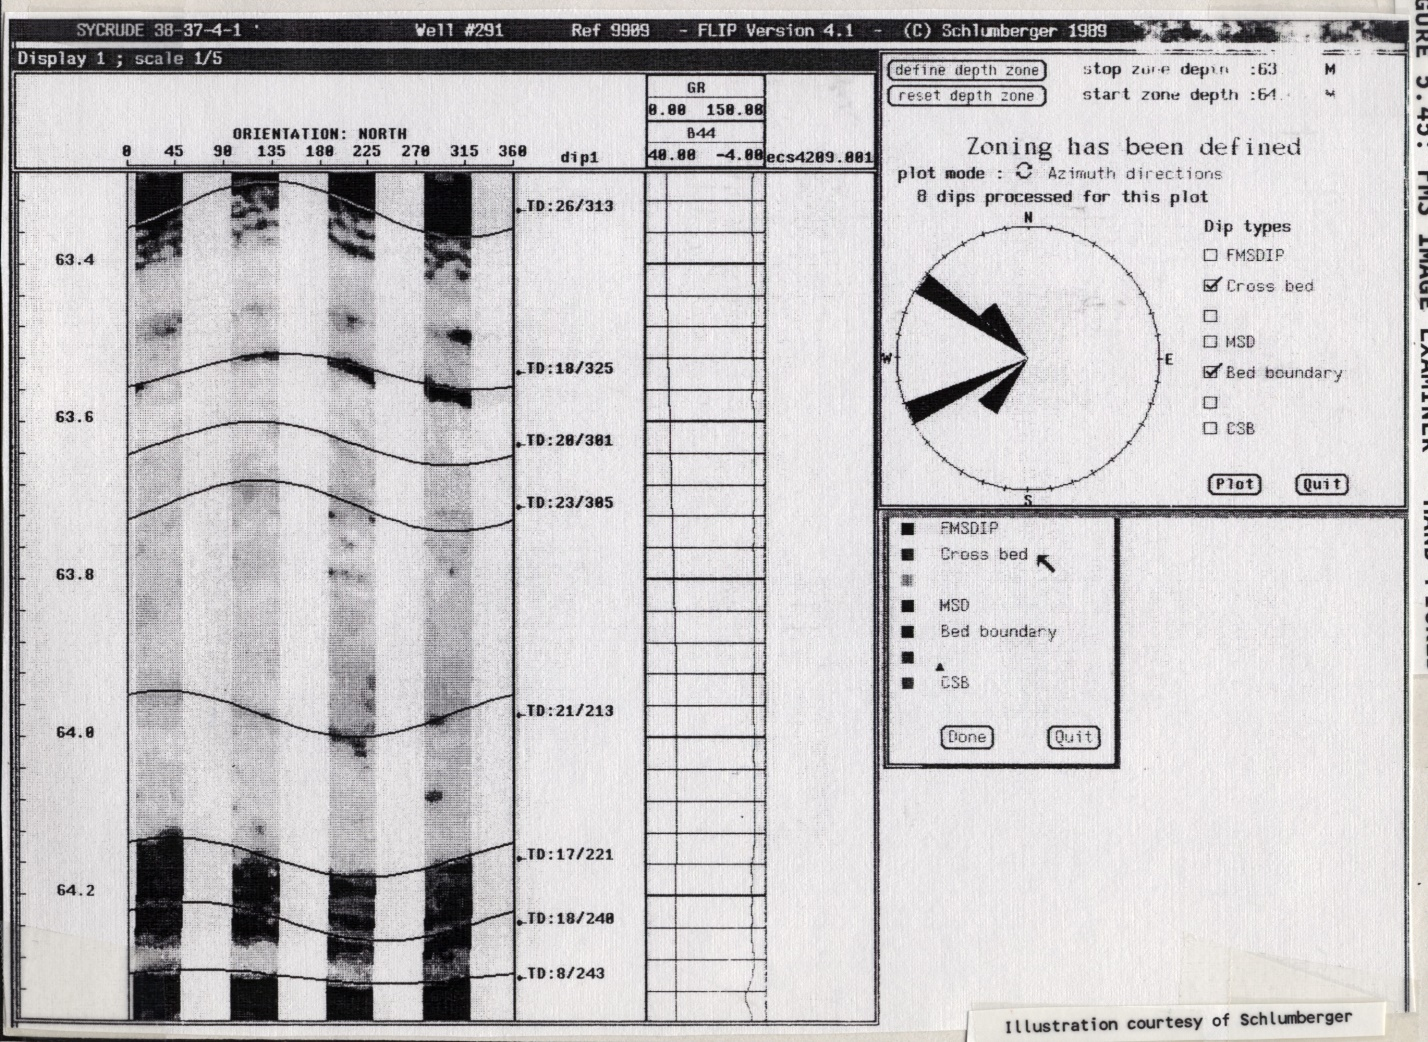 SYCRUDE 38-37-4-1 Well #291 Ref 9909 - FLIP Version 4.1 - (C) Schlumberger 1989
Display 1 ; scale 1/5
GR
0.00 150.00
ORIENTATION: NORTH
B44
0 45 90 135 180 225 270 315 360 dip1
40.00 -4.00 ecs4209.001
TD:26/313
63.4
TD:18/325
63.6
TD:20/301
TD:23/305
63.8
TD:21/213
64.0
TD:17/221
64.2
TD:18/240
TD:8/243
define depth zone stop zone depth :63 M
reset depth zone start zone depth :64.
Zoning has been defined
plot mode : Azimuth directions
8 dips processed for this plot
N
W
E
S
Dip types
FMSDIP
Cross bed
MSD
Bed boundary
CSB
Plot Quit
FMSDIP
Cross bed
MSD
Bed boundary
CSB
Done Quit
Illustration courtesy of Schlumberger
5.45: FMS IMAGE EXAMINER